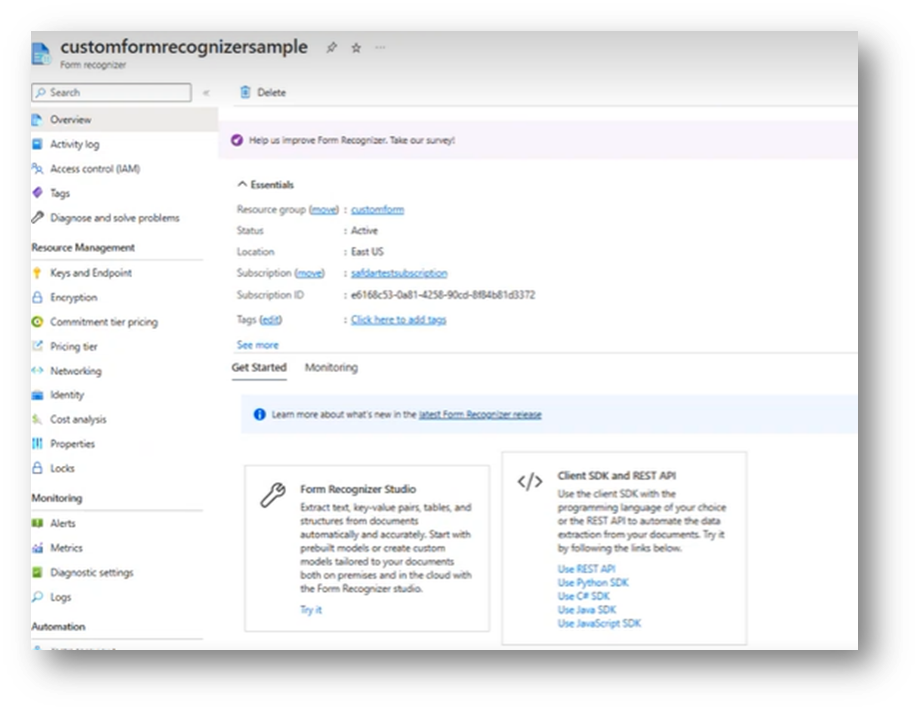 customformrecognizersample
Form recognizer
Search
«
Delete
Overview
Activity log
Access control (IAM)
Tags
Diagnose and solve problems
Resource Management
Keys and Endpoint
Encryption
Commitment tier pricing
Pricing tier
Networking
Identity
Cost analysis
Properties
Locks
Monitoring
Alerts
Metrics
Diagnostic settings
Logs
Automation
Help us improve Form Recognizer. Take our survey!
Essentials
Resource group (move) : customform
Status : Active
Location : East US
Subscription (move) : safdartestsubscription
Subscription ID : e6168c53-0a81-4258-90cd-8f84b81d3372
Tags (edit) : Click here to add tags
See more
Get Started Monitoring
Learn more about what's new in the latest Form Recognizer release
Form Recognizer Studio
Extract text, key-value pairs, tables, and
structures from documents
automatically and accurately. Start with
prebuilt models or create custom
models tailored to your documents
both on premises and in the cloud with
the Form Recognizer studio.
Try it
</> Client SDK and REST API
Use the client SDK with the
programming language of your choice
or the REST API to automate the data
extraction from your documents. Try it
by following the links below.
Use REST API
Use Python SDK
Use C# SDK
Use Java SDK
Use JavaScript SDK